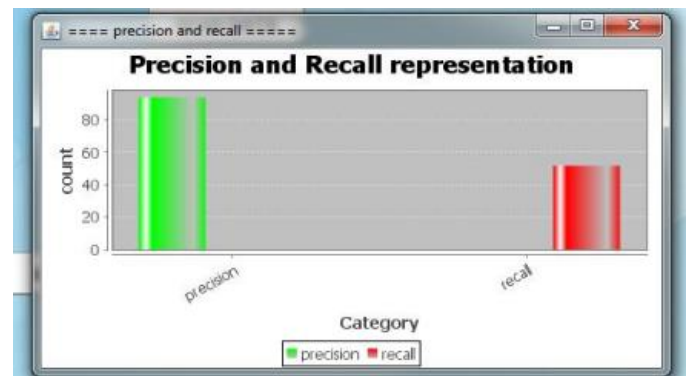 ==== precision and recall =====
Precision and Recall representation
count
80
60
40
20
0
precision
recall
Category
precision recall